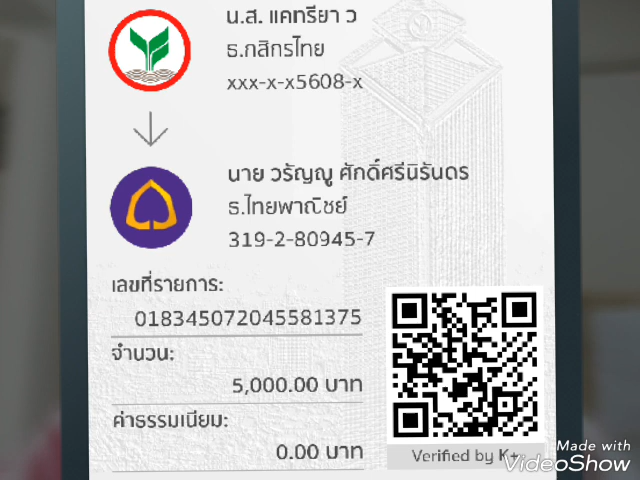 น.ส. แคทรียา ว
ธ.กสิกรไทย
xxx-x-x5608-x
นาย วรัญญู ศักดิ์ศรีนิรันดร
ธ.ไทยพาณิชย์
319-2-80945-7
เลขที่รายการ:
018345072045581375
จำนวน:
5,000.00 บาท
ค่าธรรมเนียม:
0.00 บาท
Verified by K+
Made with
VideoShow